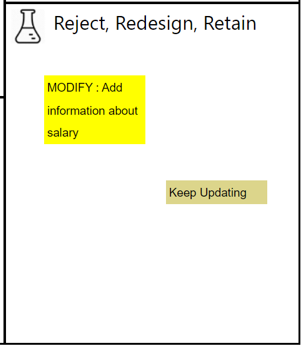 Reject, Redesign, Retain
MODIFY : Add
information about
salary
Keep Updating